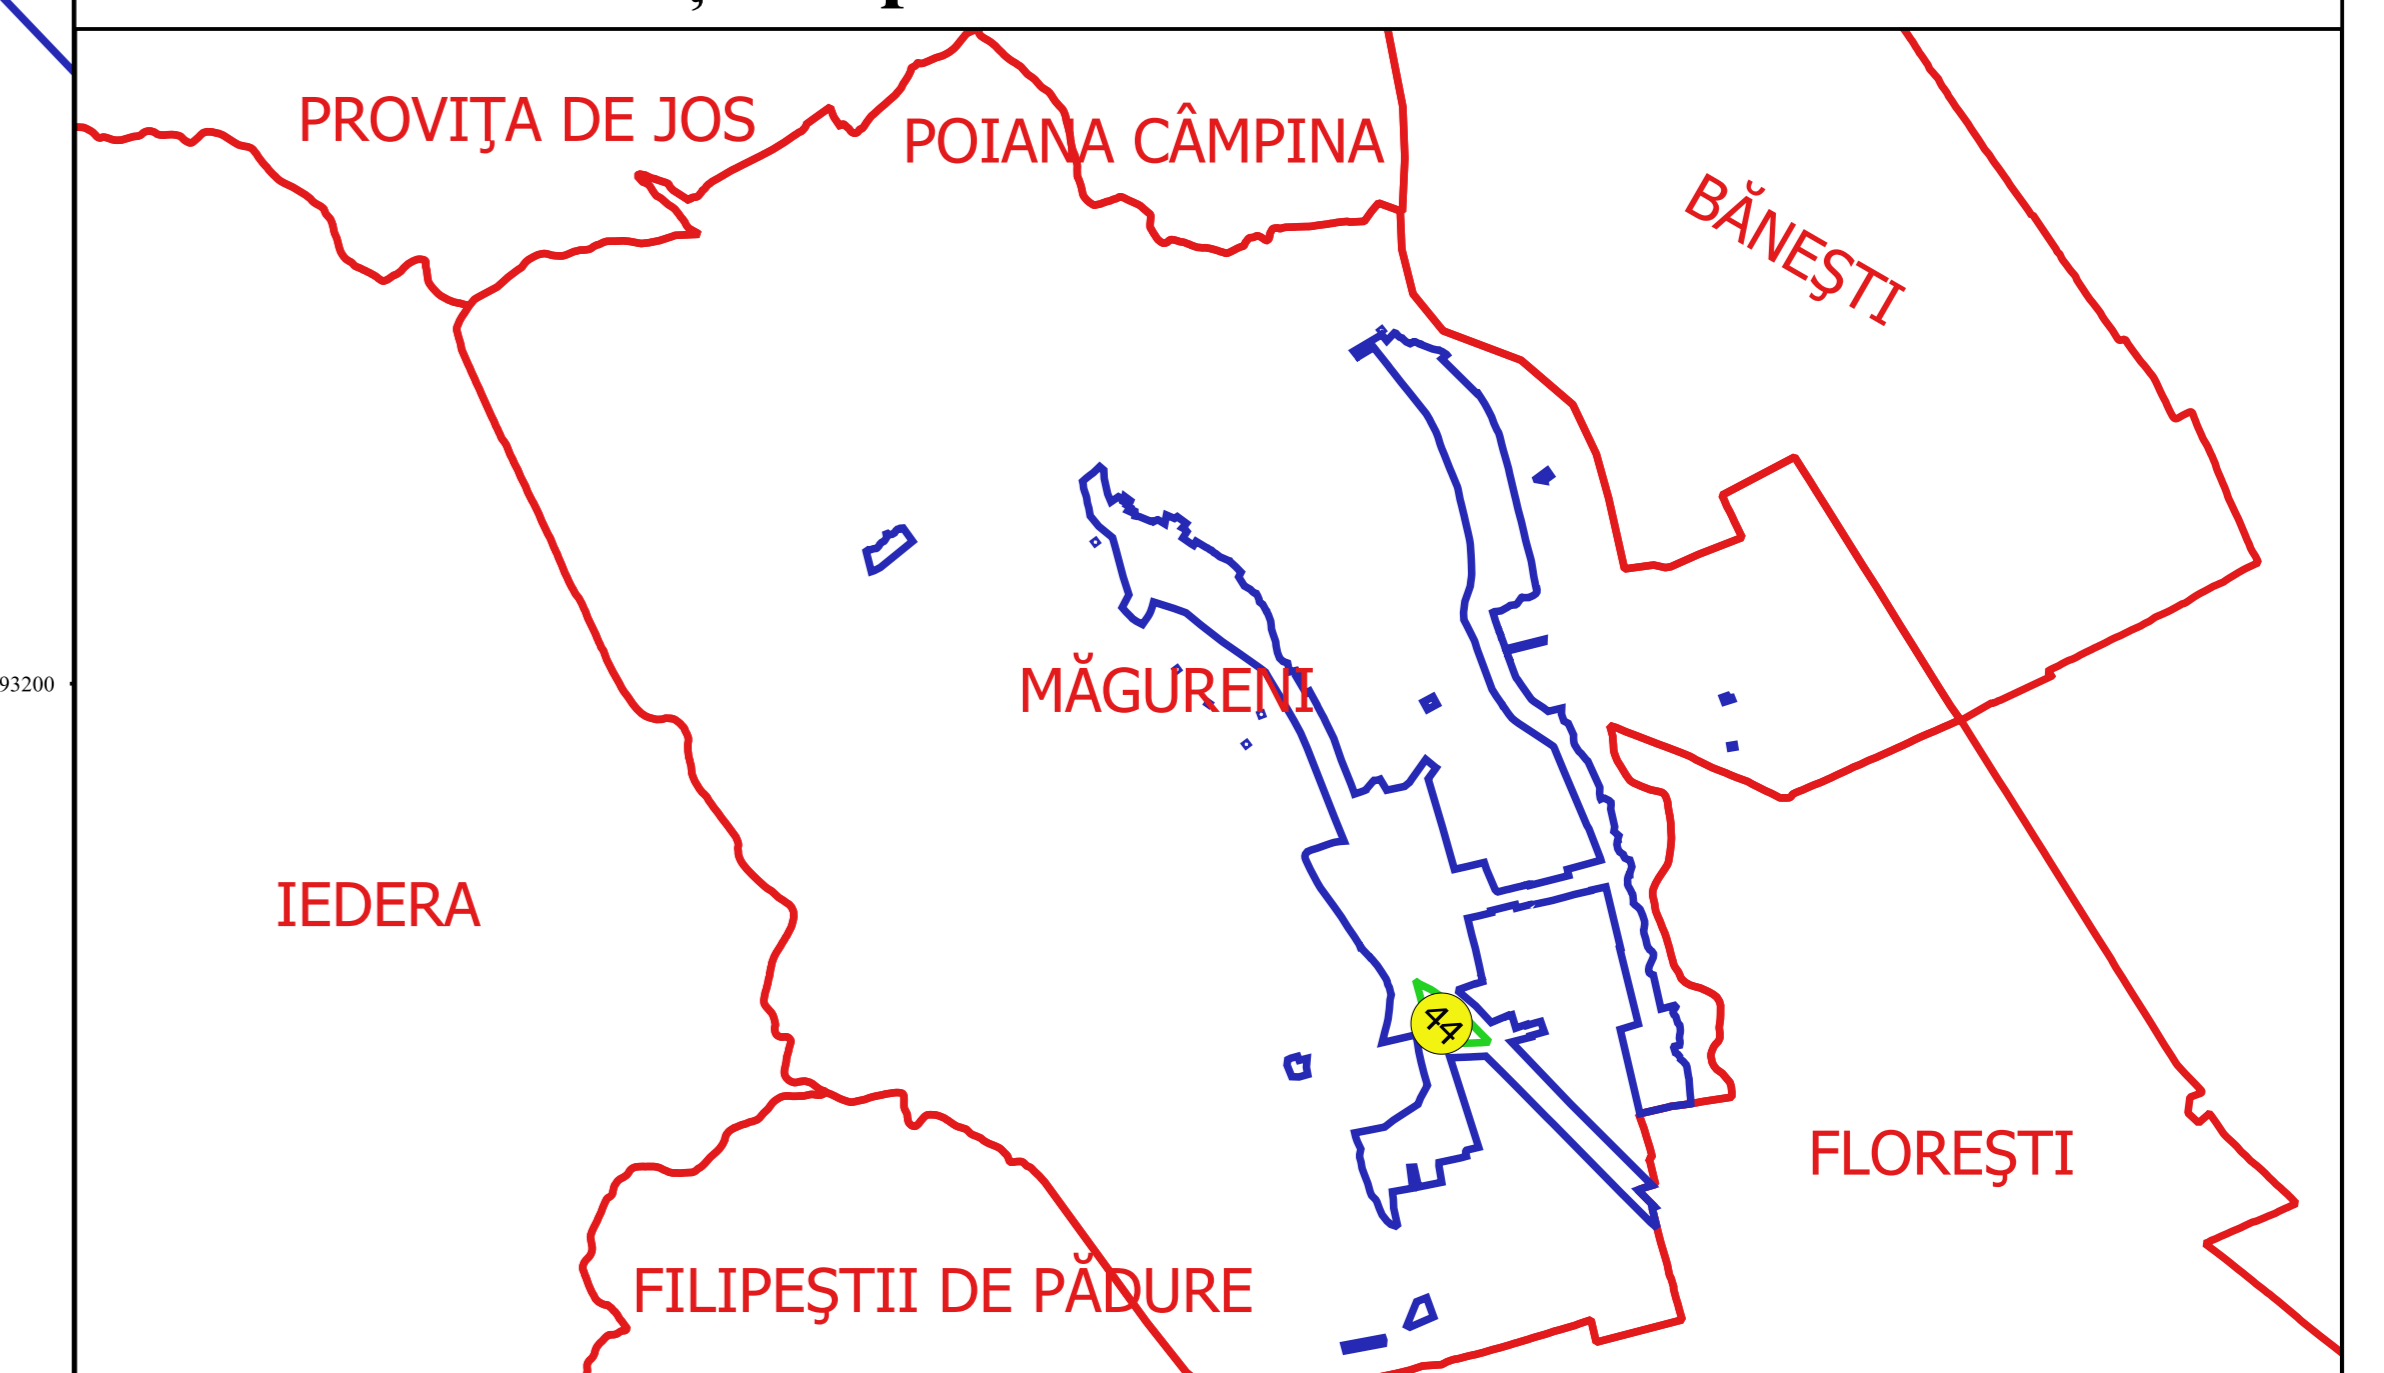 PROVIŢA DE JOS
POIANA CÂMPINA
BĂNEŞTI
MĂGURENI
93200
IEDERA
44
FLOREŞTI
FILIPEŞTII DE PĂDURE